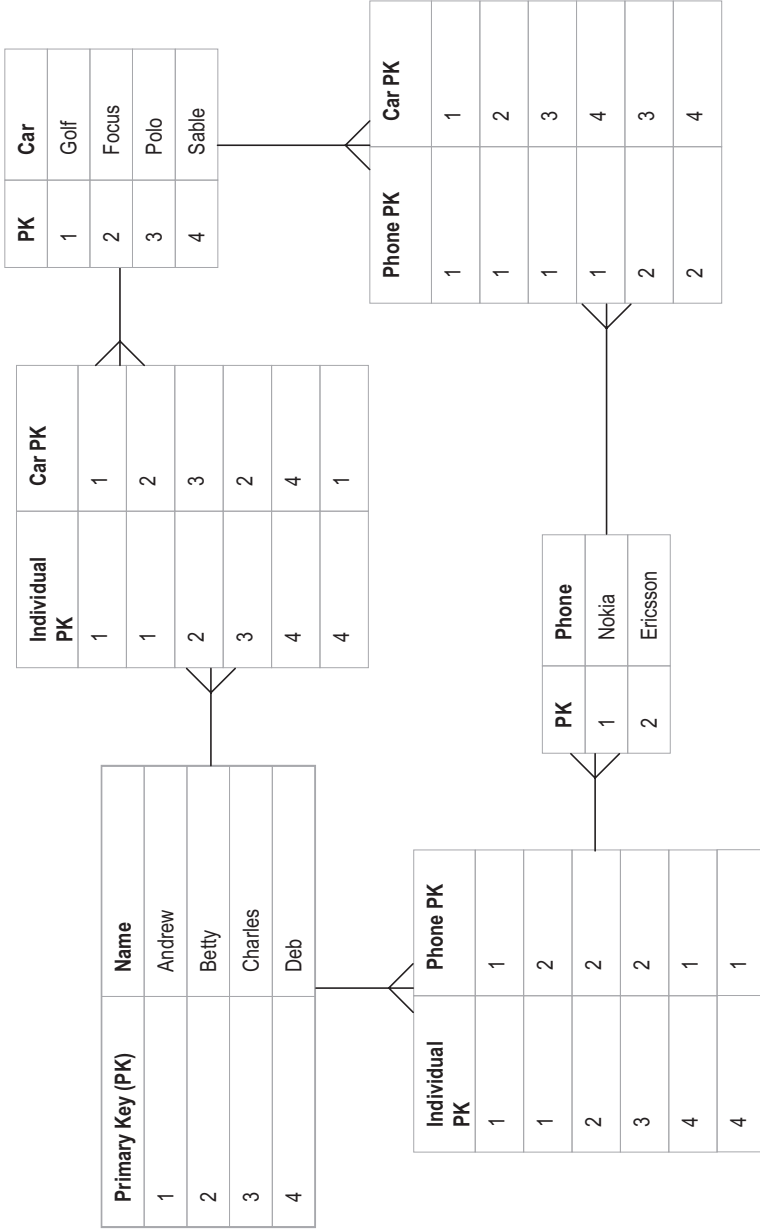 Primary Key (PK) Name
1 Andrew
2 Betty
3 Charles
4 Deb
Individual
PK Car PK
1 1
1 2
2 3
3 2
4 4
4 1
PK Car
1 Golf
2 Focus
3 Polo
4 Sable
Individual
PK Phone PK
1 1
1 2
2 2
3 2
4 1
4 1
PK Phone
1 Nokia
2 Ericsson
Phone PK Car PK
1 1
1 2
1 3
1 4
2 3
2 4